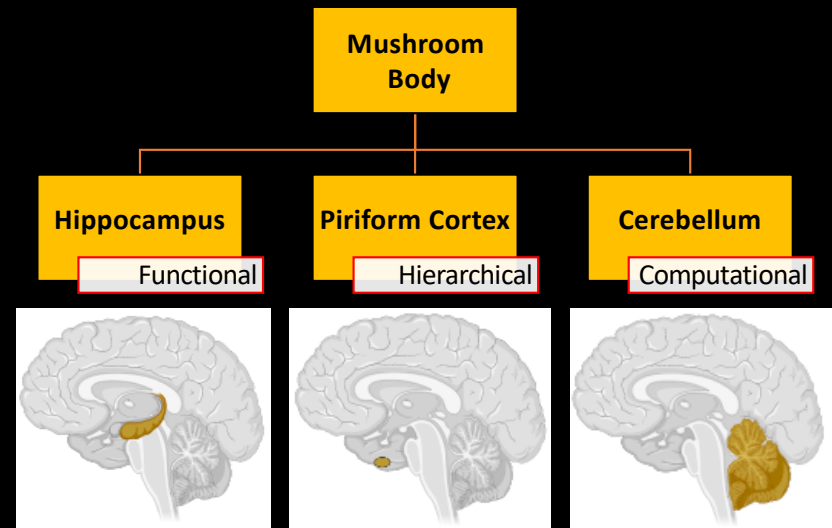 Mushroom
Body
Hippocampus
Functional
Piriform Cortex
Hierarchical
Cerebellum
Computational